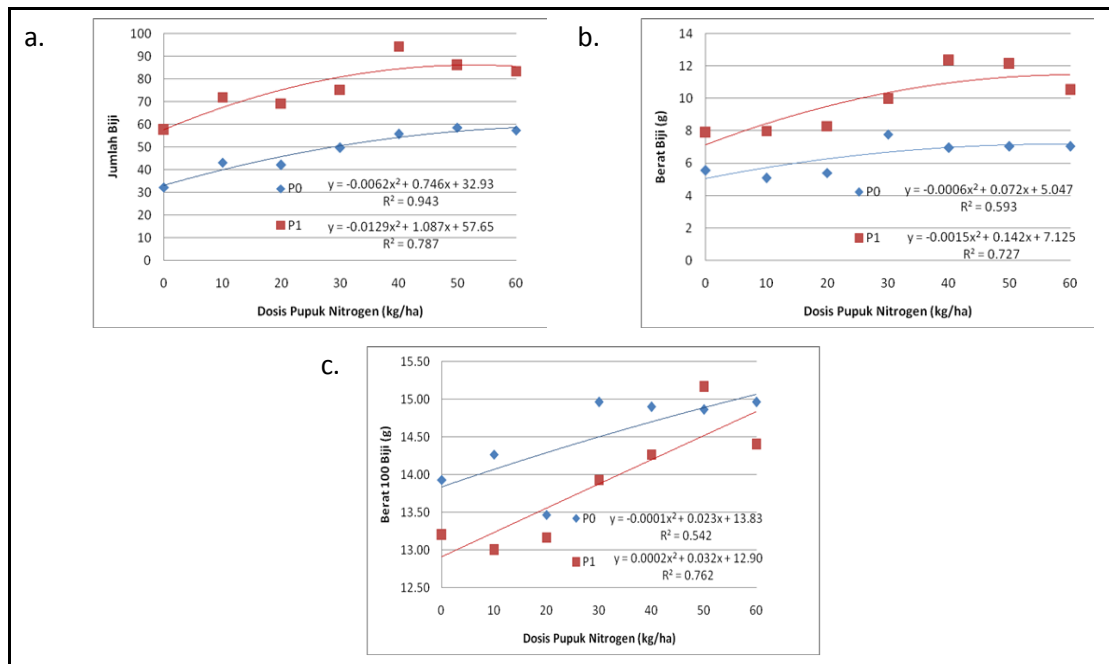 a.
Jumlah Biji
100
90
80
70
60
50
40
30
20
10
0
P0 y = -0.0062x² + 0.746x + 32.93
R² = 0.943
P1 y = -0.0129x² + 1.087x + 57.65
R² = 0.787
0 10 20 30 40 50 60
Dosis Pupuk Nitrogen (kg/ha)
b.
Berat Biji (g)
14
12
10
8
6
4
2
0
P0 y = -0.0006x² + 0.072x + 5.047
R² = 0.593
P1 y = -0.0015x² + 0.142x + 7.125
R² = 0.727
0 10 20 30 40 50 60
Dosis Pupuk Nitrogen (kg/ha)
c.
Berat 100 Biji (g)
15.50
15.00
14.50
14.00
13.50
13.00
12.50
P0 y = -0.0001x² + 0.023x + 13.83
R² = 0.542
P1 y = 0.0002x² + 0.032x + 12.90
R² = 0.762
0 10 20 30 40 50 60
Dosis Pupuk Nitrogen (kg/ha)